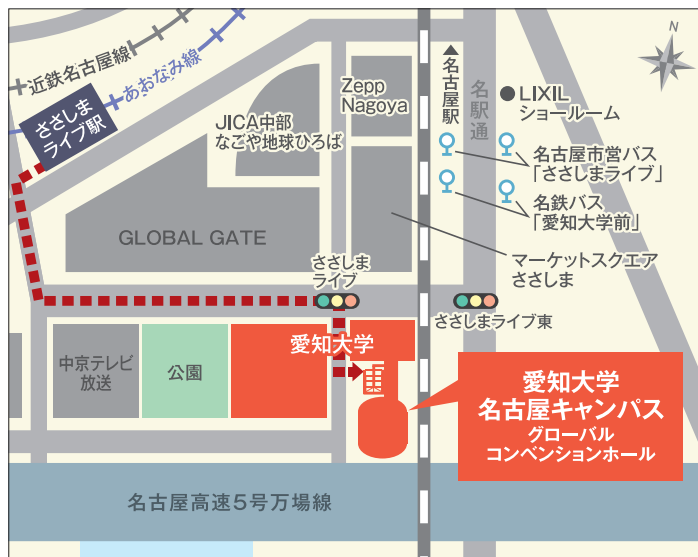 近鉄名古屋線
あおなみ線
ささしま
ライブ駅
JICA中部
なごや地球ひろば
Zepp
Nagoya
▲名古屋駅
名駅通
N
LIXIL
ショールーム
名古屋市営バス
「ささしまライブ」
名鉄バス
「愛知大学前」
GLOBAL GATE
マーケットスクエア
ささしま
ささしま
ライブ
ささしまライブ東
中京テレビ
放送
公園
愛知大学
愛知大学
名古屋キャンパス
グローバル
コンベンションホール
名古屋高速5号万場線